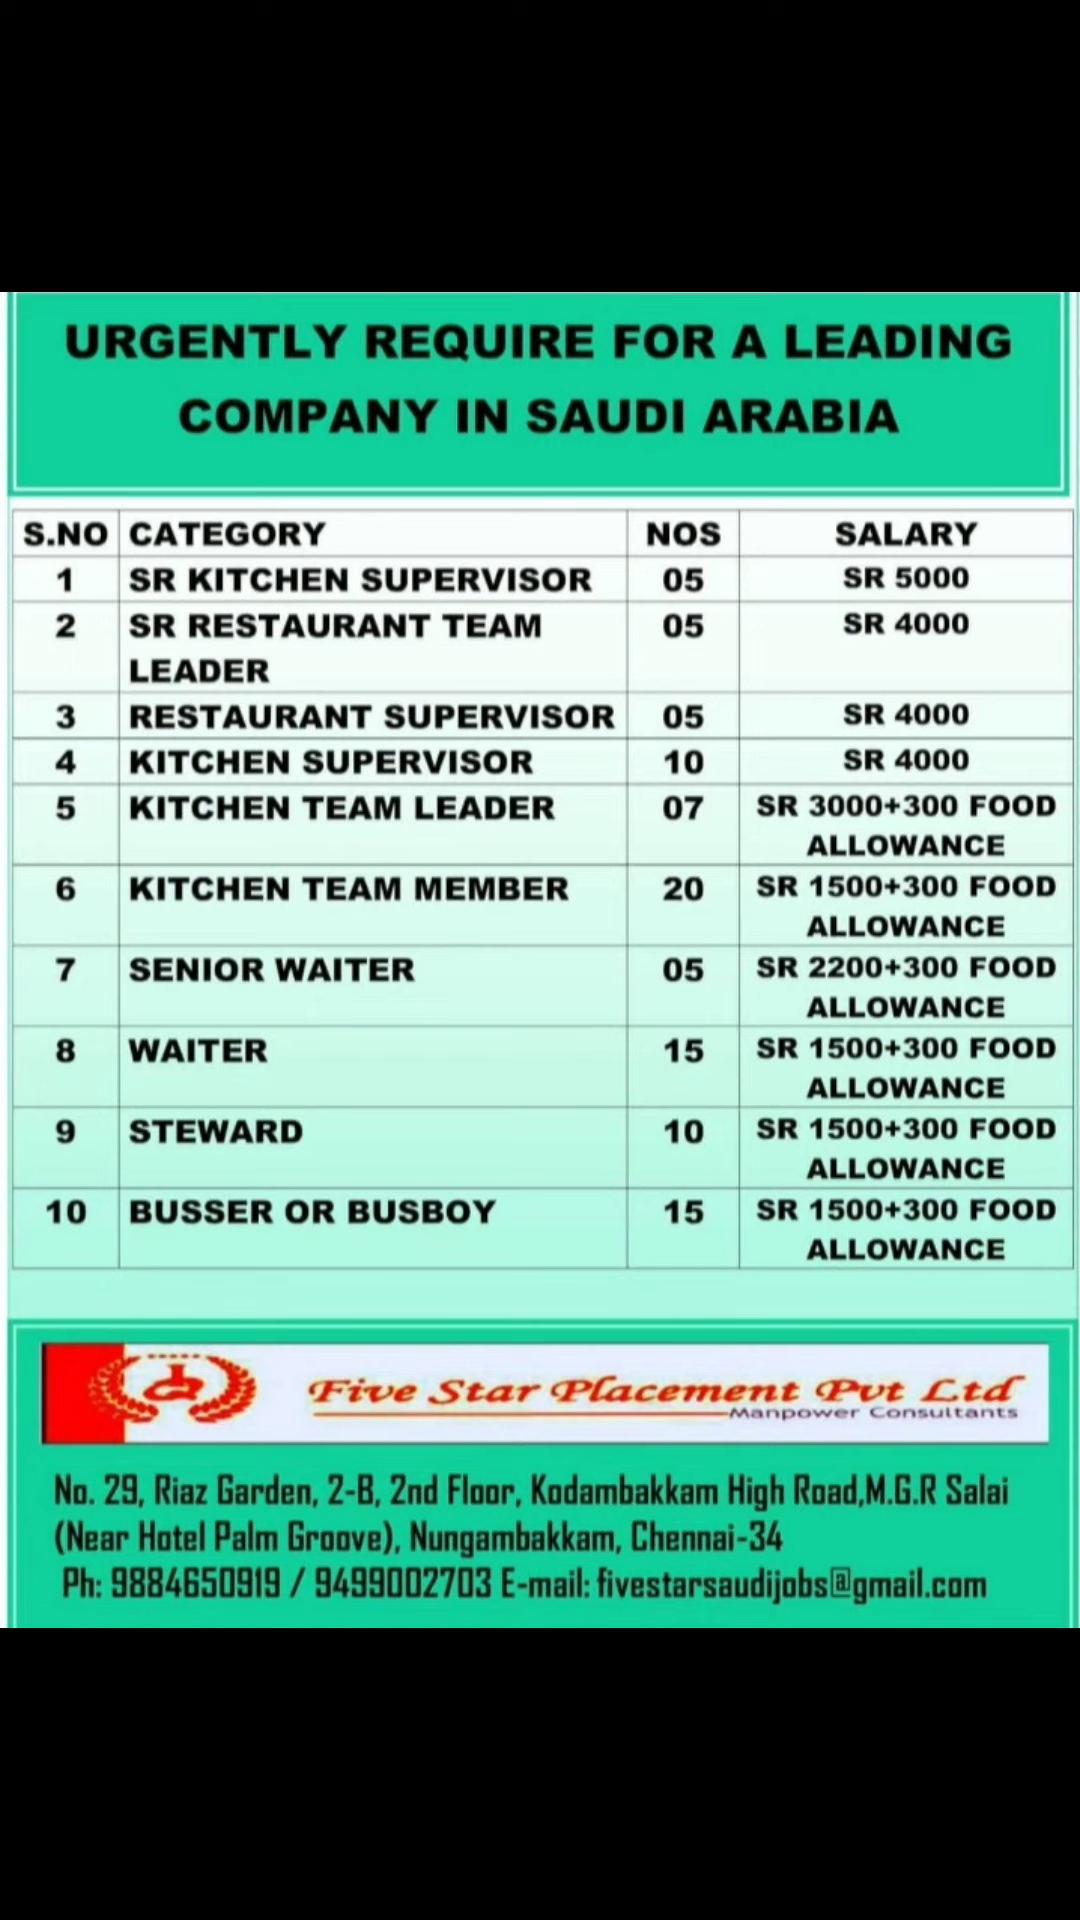 URGENTLY REQUIRE FOR A LEADING
COMPANY IN SAUDI ARABIA
S.NO CATEGORY NOS SALARY
1 SR KITCHEN SUPERVISOR 05 SR 5000
2 SR RESTAURANT TEAM LEADER 05 SR 4000
3 RESTAURANT SUPERVISOR 05 SR 4000
4 KITCHEN SUPERVISOR 10 SR 4000
5 KITCHEN TEAM LEADER 07 SR 3000+300 FOOD ALLOWANCE
6 KITCHEN TEAM MEMBER 20 SR 1500+300 FOOD ALLOWANCE
7 SENIOR WAITER 05 SR 2200+300 FOOD ALLOWANCE
8 WAITER 15 SR 1500+300 FOOD ALLOWANCE
9 STEWARD 10 SR 1500+300 FOOD ALLOWANCE
10 BUSSER OR BUSBOY 15 SR 1500+300 FOOD ALLOWANCE
Five Star Placement Pvt Ltd
Manpower Consultants
No. 29, Riaz Garden, 2-B, 2nd Floor, Kodambakkam High Road,M.G.R Salai
(Near Hotel Palm Groove), Nungambakkam, Chennai-34
Ph: 9884650919 / 9499002703 E-mail: fivestarsaudijobs@gmail.com